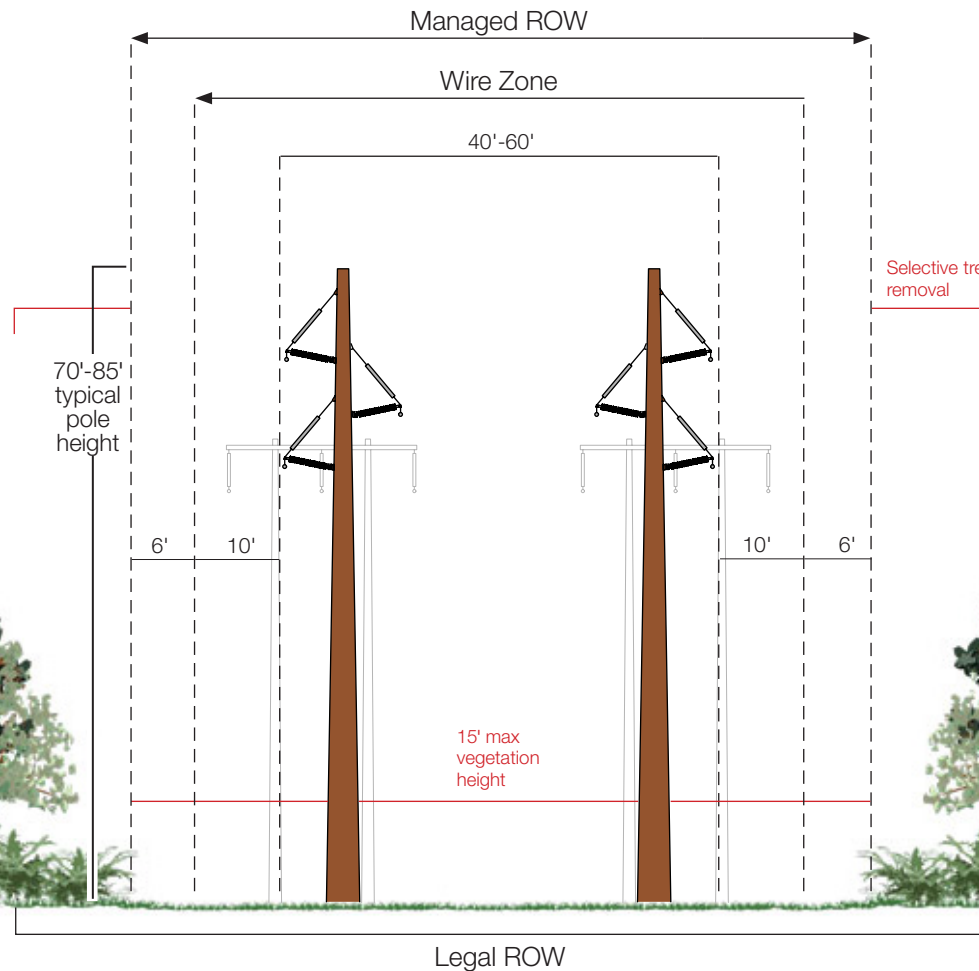 Managed ROW
Wire Zone
40'-60'
Selective
removal
70'-85'
typical
pole
height
6'
10'
10'
6'
15' max
vegetation
height
Legal ROW